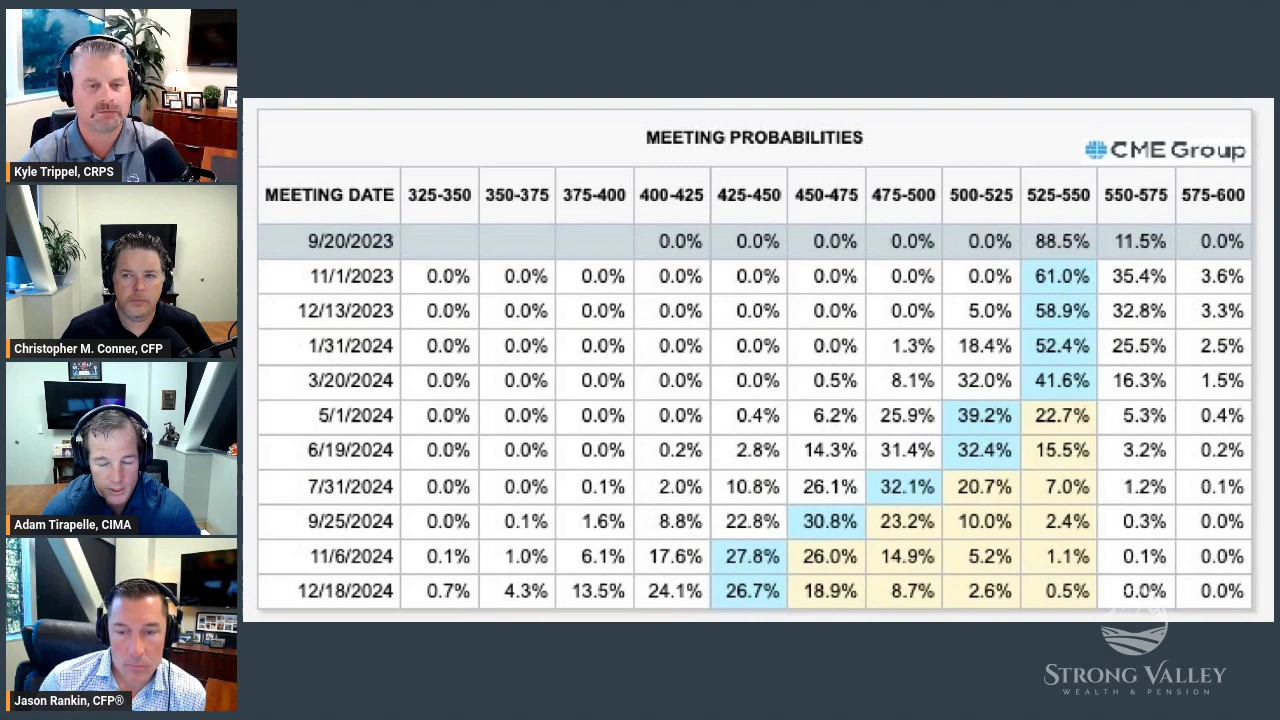 Kyle Trippel, CRPS
Christopher M. Conner, CFP
Adam Tirapelle, CIMA
Jason Rankin, CFP®
MEETING PROBABILITIES
CME Group
MEETING DATE 325-350 350-375 375-400 400-425 425-450 450-475 475-500 500-525 525-550 550-575 575-600
9/20/2023 0.0% 0.0% 0.0% 0.0% 0.0% 88.5% 11.5% 0.0%
11/1/2023 0.0% 0.0% 0.0% 0.0% 0.0% 0.0% 0.0% 0.0% 61.0% 35.4% 3.6%
12/13/2023 0.0% 0.0% 0.0% 0.0% 0.0% 0.0% 0.0% 5.0% 58.9% 32.8% 3.3%
1/31/2024 0.0% 0.0% 0.0% 0.0% 0.0% 0.0% 1.3% 18.4% 52.4% 25.5% 2.5%
3/20/2024 0.0% 0.0% 0.0% 0.0% 0.0% 0.5% 8.1% 32.0% 41.6% 16.3% 1.5%
5/1/2024 0.0% 0.0% 0.0% 0.0% 0.4% 6.2% 25.9% 39.2% 22.7% 5.3% 0.4%
6/19/2024 0.0% 0.0% 0.0% 0.2% 2.8% 14.3% 31.4% 32.4% 15.5% 3.2% 0.2%
7/31/2024 0.0% 0.0% 0.1% 2.0% 10.8% 26.1% 32.1% 20.7% 7.0% 1.2% 0.1%
9/25/2024 0.0% 0.1% 1.6% 8.8% 22.8% 30.8% 23.2% 10.0% 2.4% 0.3% 0.0%
11/6/2024 0.1% 1.0% 6.1% 17.6% 27.8% 26.0% 14.9% 5.2% 1.1% 0.1% 0.0%
12/18/2024 0.7% 4.3% 13.5% 24.1% 26.7% 18.9% 8.7% 2.6% 0.5% 0.0% 0.0%
STRONG VALLEY
WEALTH & PENSION